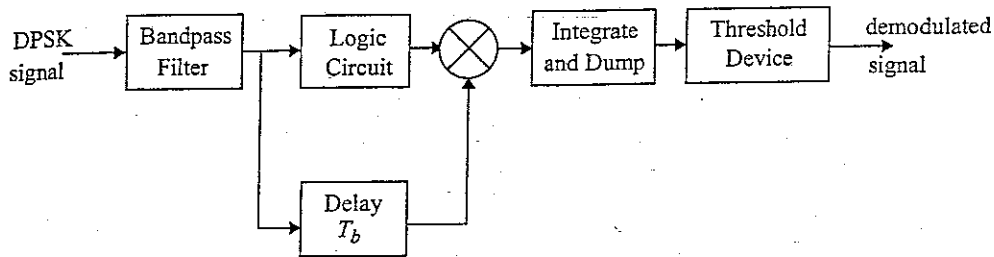 DPSK
signal
Bandpass
Filter
Logic
Circuit
Integrate
and Dump
Threshold
Device
demodulated
signal
Delay
T_b